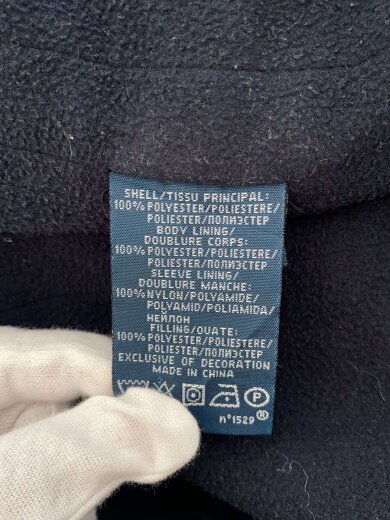 SHELL/TISSU PRINCIPAL:
100% POLYESTER/POLIESTERE/
POLIESTER/ПОЛИЭСТЕР
BODY LINING/
DOUBLURE CORPS:
100% POLYESTER/POLIESTERE/
POLIESTER/ПОЛИЭСТЕР
SLEEVE LINING/
DOUBLURE MANCHE:
100% NYLON/POLYAMIDE/
POLYAMID/POLIAMIDA/
НЕЙЛОН
FILLING/OUATE:
100% POLYESTER/POLIESTERE/
POLIESTER/ПОЛИЭСТЕР
EXCLUSIVE OF DECORATION
MADE IN CHINA
P
n°1529®